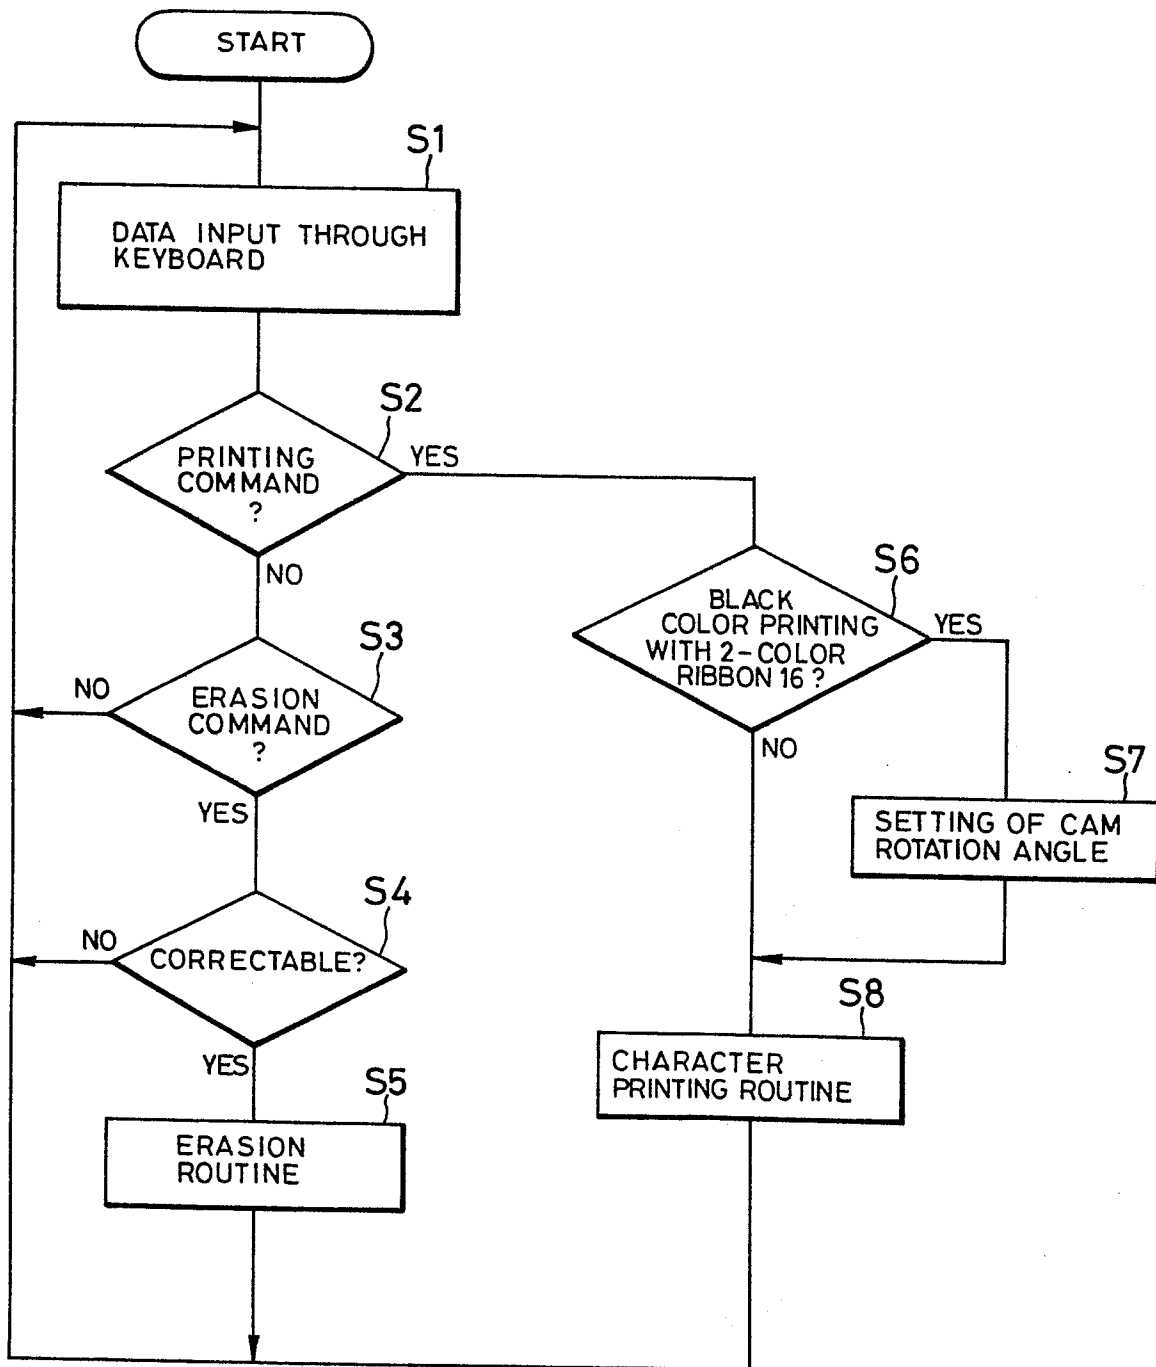 START
S1
DATA INPUT THROUGH
KEYBOARD
S2
PRINTING
COMMAND
?
YES
NO
S3
ERASION
COMMAND
?
NO
YES
S4
CORRECTABLE?
NO
YES
S5
ERASION
ROUTINE
S6
BLACK
COLOR PRINTING
WITH 2-COLOR
RIBBON 16 ?
YES
NO
S7
SETTING OF CAM
ROTATION ANGLE
S8
CHARACTER
PRINTING ROUTINE